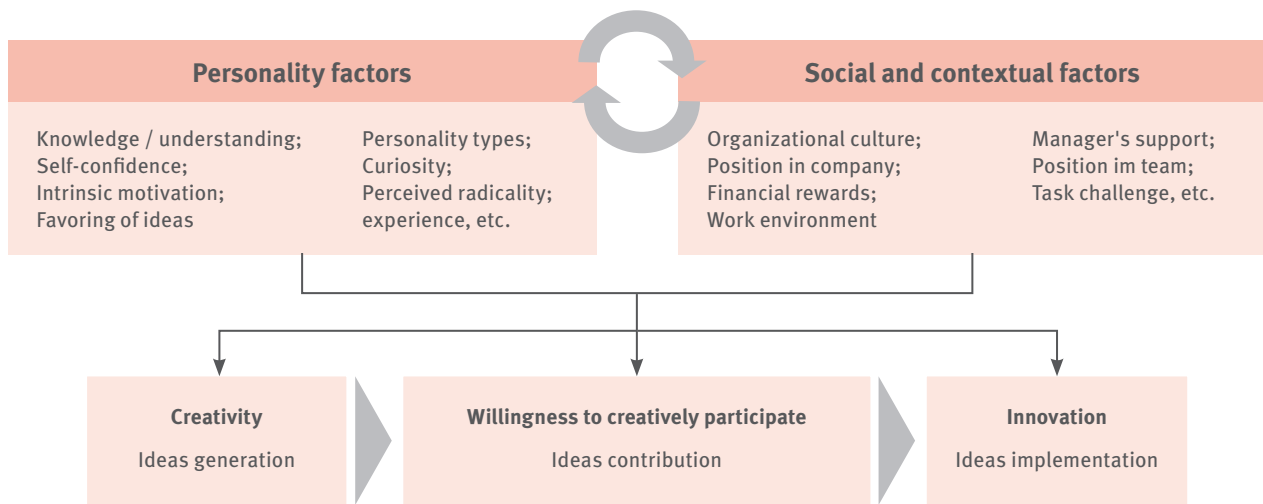 Personality factors
Knowledge / understanding;
Self-confidence;
Intrinsic motivation;
Favoring of ideas
Personality types;
Curiosity;
Perceived radicality;
experience, etc.
Social and contextual factors
Organizational culture;
Position in company;
Financial rewards;
Work environment
Manager's support;
Position im team;
Task challenge, etc.
Creativity
Ideas generation
Willingness to creatively participate
Ideas contribution
Innovation
Ideas implementation